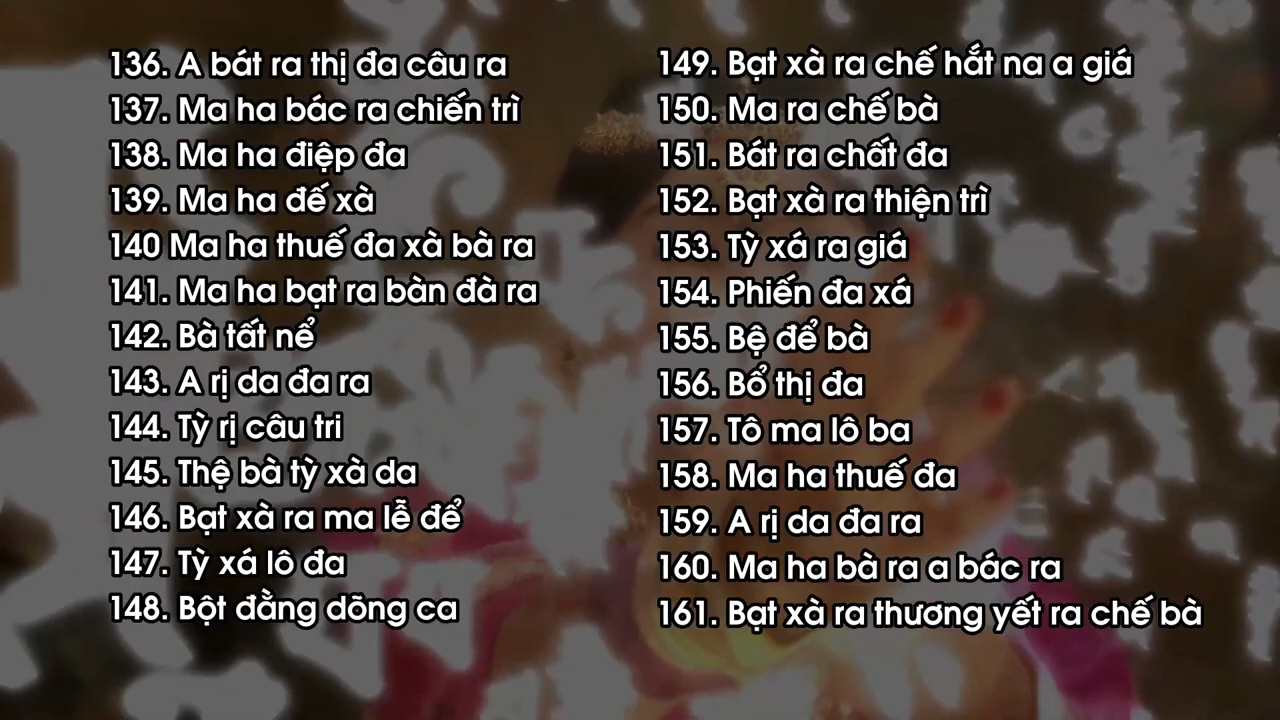 136. A bát ra thị đa câu ra
137. Ma ha bác ra chiến trì
138. Ma ha điệp đa
139. Ma ha đế xà
140 Ma ha thuế đa xà bà ra
141. Ma ha bạt ra bàn đà ra
142. Bà tất nể
143. A rị da đa ra
144. Tỳ rị câu tri
145. Thệ bà tỳ xà da
146. Bạt xà ra ma lễ để
147. Tỳ xá lô đa
148. Bột đằng dõng ca
149. Bạt xà ra chế hắt na a giá
150. Ma ra chế bà
151. Bát ra chất đa
152. Bạt xà ra thiện trì
153. Tỳ xá ra giá
154. Phiến đa xá
155. Bệ để bà
156. Bổ thị đa
157. Tô ma lô ba
158. Ma ha thuế đa
159. A rị da đa ra
160. Ma ha bà ra a bác ra
161. Bạt xà ra thương yết ra chế bà